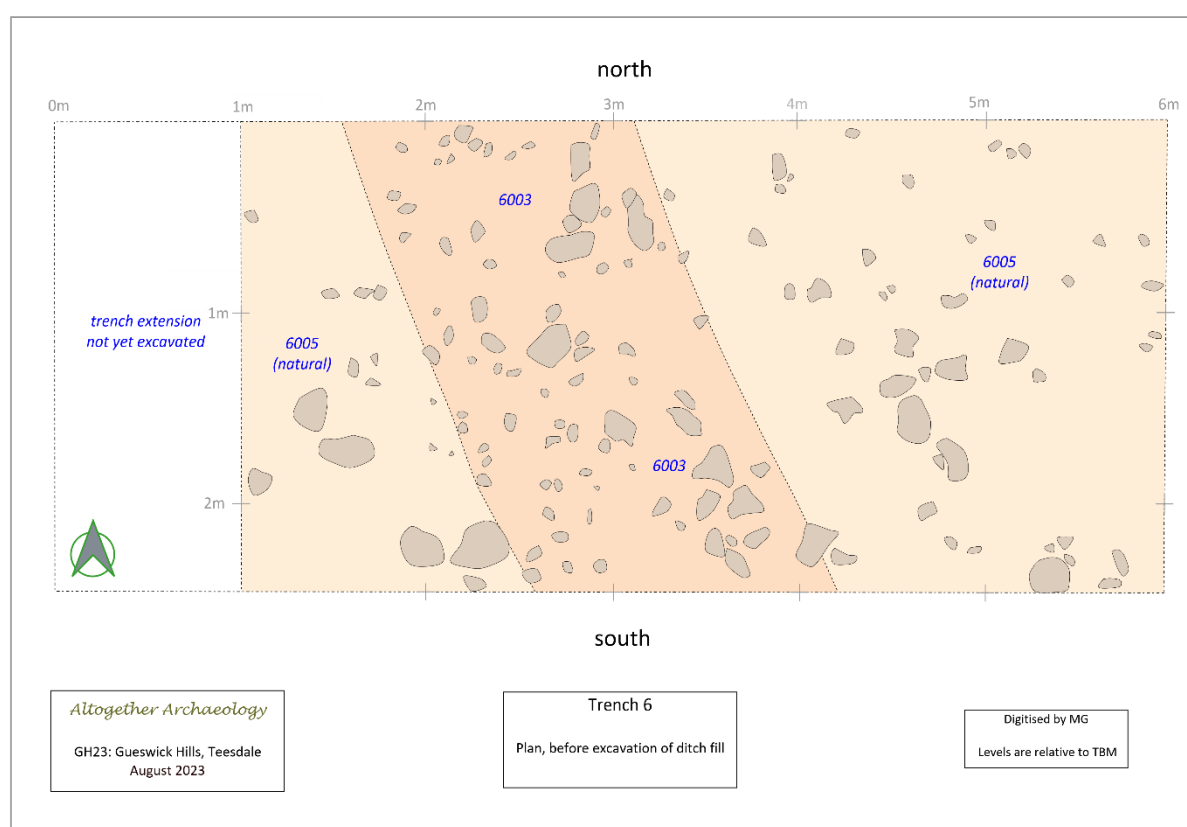 north
0m 1m 2m 3m 4m 5m 6m
6003
6005
(natural)
1m
trench extension
not yet excavated
6005
(natural)
6003
2m
south
Altogether Archaeology
GH23: Gueswick Hills, Teesdale
August 2023
Trench 6
Plan, before excavation of ditch fill
Digitised by MG
Levels are relative to TBM